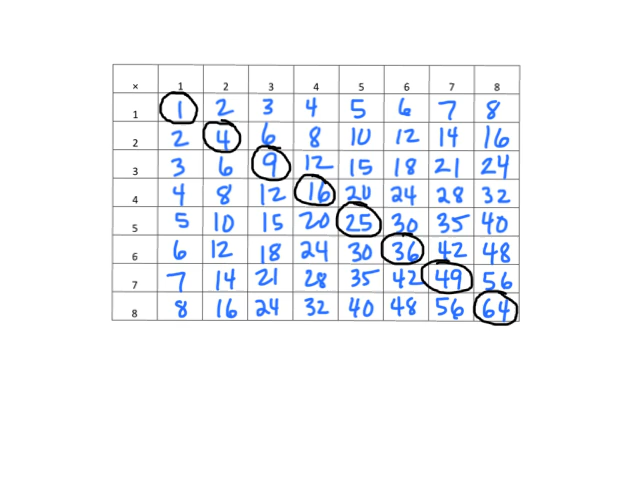 × 1 2 3 4 5 6 7 8
1 1 2 3 4 5 6 7 8
2 2 4 6 8 10 12 14 16
3 3 6 9 12 15 18 21 24
4 4 8 12 16 20 24 28 32
5 5 10 15 20 25 30 35 40
6 6 12 18 24 30 36 42 48
7 7 14 21 28 35 42 49 56
8 8 16 24 32 40 48 56 64